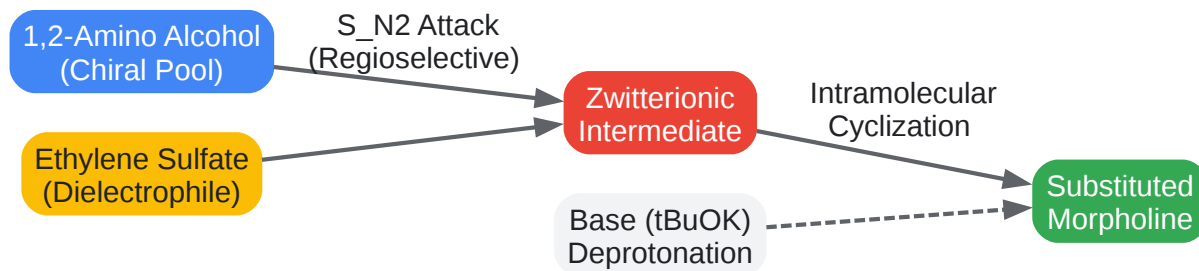 1,2-Amino Alcohol
(Chiral Pool)
S_N2 Attack
(Regioselective)
Ethylene Sulfate
(Dielectrophile)
Zwitterionic
Intermediate
Intramolecular
Cyclization
Base (tBuOK)
Deprotonation
Substituted
Morpholine